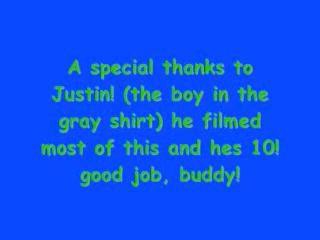 A special thanks to
Justin! (the boy in the
gray shirt) he filmed
most of this and hes 10!
good job, buddy!